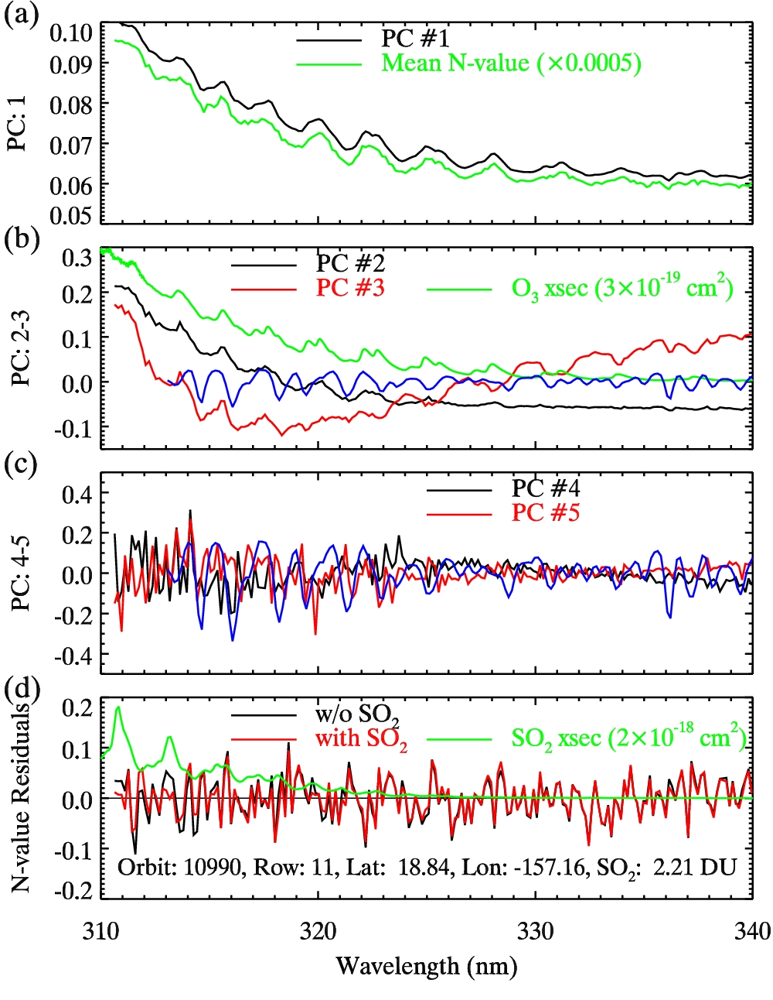 (a)
0.10
0.09
0.08
0.07
0.06
0.05
PC: 1
PC #1
Mean N-value (×0.0005)
(b)
0.3
0.2
0.1
0.0
-0.1
PC: 2-3
PC #2
PC #3
O₃ xsec (3×10⁻¹⁹ cm²)
(c)
0.4
0.2
0.0
-0.2
-0.4
PC: 4-5
PC #4
PC #5
(d)
0.2
0.1
0.0
-0.1
-0.2
N-value Residuals
w/o SO₂
with SO₂
SO₂ xsec (2×10⁻¹⁸ cm²)
Orbit: 10990, Row: 11, Lat: 18.84, Lon: -157.16, SO₂: 2.21 DU
310 320 330 340
Wavelength (nm)